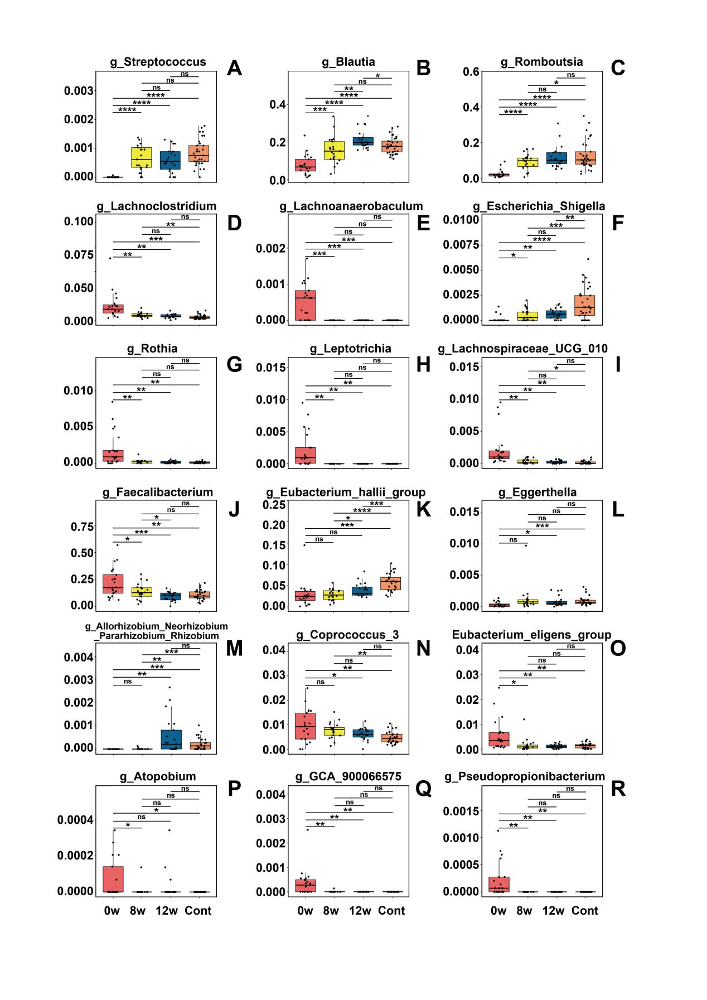 g_Streptococcus A
ns
ns
ns
****
****
****
0.003
0.002
0.001
0.000
g_Blautia B
*
ns
**
****
****
***
0.4
0.2
0.0
g_Romboutsia C
ns
*
ns
****
****
****
0.6
0.4
0.2
0.0
g_Lachnoclostridium D
ns
**
ns
***
**
**
0.100
0.075
0.050
0.000
g_Lachnoanaerobaculum E
ns
ns
ns
***
***
***
0.002
0.001
0.000
g_Escherichia_Shigella F
**
***
ns
****
**
*
0.0100
0.0075
0.0050
0.0025
0.0000
g_Rothia G
ns
ns
ns
**
**
**
0.010
0.005
0.000
g_Leptotrichia H
ns
ns
ns
**
**
**
0.015
0.010
0.005
0.000
g_Lachnospiraceae_UCG_010 I
ns
*
ns
**
**
**
0.015
0.010
0.005
0.000
g_Faecalibacterium J
ns
ns
*
**
***
*
0.75
0.50
0.25
0.00
g_Eubacterium_hallii_group K
***
****
*
***
ns
ns
0.25
0.20
0.15
0.10
0.05
0.00
g_Eggerthella L
ns
ns
ns
***
*
ns
0.015
0.010
0.005
0.000
g_Allorhizobium_Neorhizobium
_Pararhizobium_Rhizobium M
ns
***
**
***
**
ns
0.004
0.003
0.002
0.001
0.000
g_Coprococcus_3 N
ns
**
ns
**
*
ns
0.04
0.03
0.02
0.01
0.00
Eubacterium_eligens_group O
ns
ns
ns
**
**
*
0.04
0.03
0.02
0.01
0.00
g_Atopobium P
ns
ns
ns
*
ns
*
0.0004
0.0002
0.0000
0w 8w 12w Cont
g_GCA_900066575 Q
ns
ns
ns
**
**
**
0.004
0.003
0.002
0.001
0.000
0w 8w 12w Cont
g_Pseudopropionibacterium R
ns
ns
ns
**
**
**
0.0015
0.0010
0.0005
0.0000
0w 8w 12w Cont